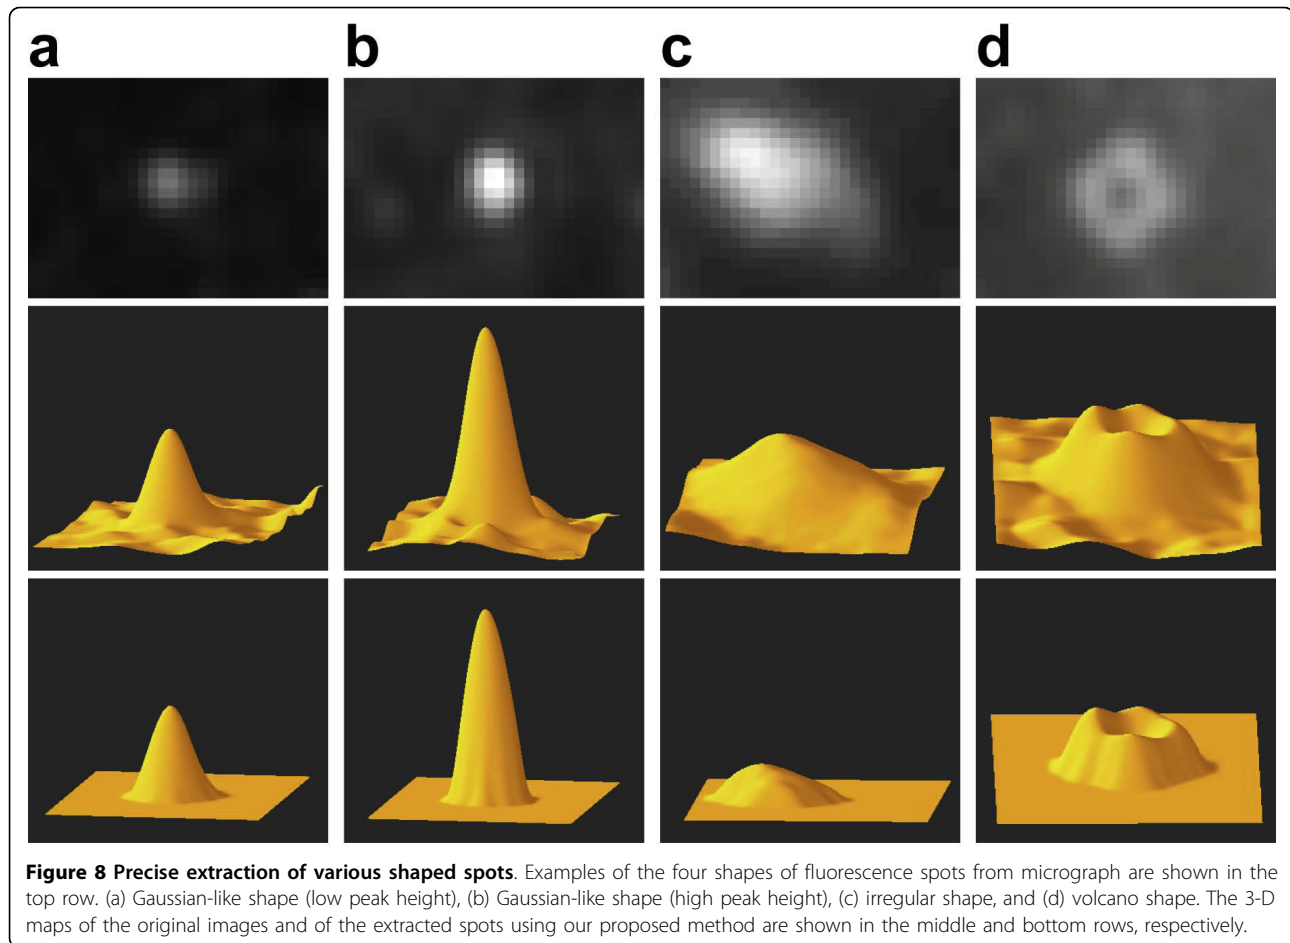 a b c d
Figure 8 Precise extraction of various shaped spots. Examples of the four shapes of fluorescence spots from micrograph are shown in the
top row. (a) Gaussian-like shape (low peak height), (b) Gaussian-like shape (high peak height), (c) irregular shape, and (d) volcano shape. The 3-D
maps of the original images and of the extracted spots using our proposed method are shown in the middle and bottom rows, respectively.